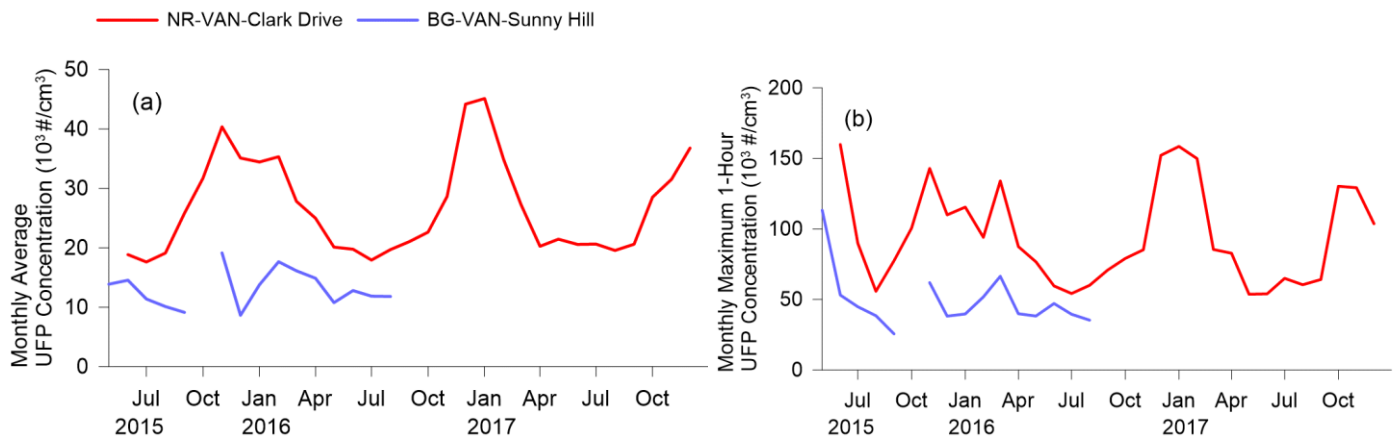 NR-VAN-Clark Drive BG-VAN-Sunny Hill
(a)
Monthly Average
UFP Concentration (10³ #/cm³)
50
40
30
20
10
0
Jul Oct Jan Apr Jul Oct Jan Apr Jul Oct
2015 2016 2017
(b)
Monthly Maximum 1-Hour
UFP Concentration (10³ #/cm³)
200
150
100
50
0
Jul Oct Jan Apr Jul Oct Jan Apr Jul Oct
2015 2016 2017